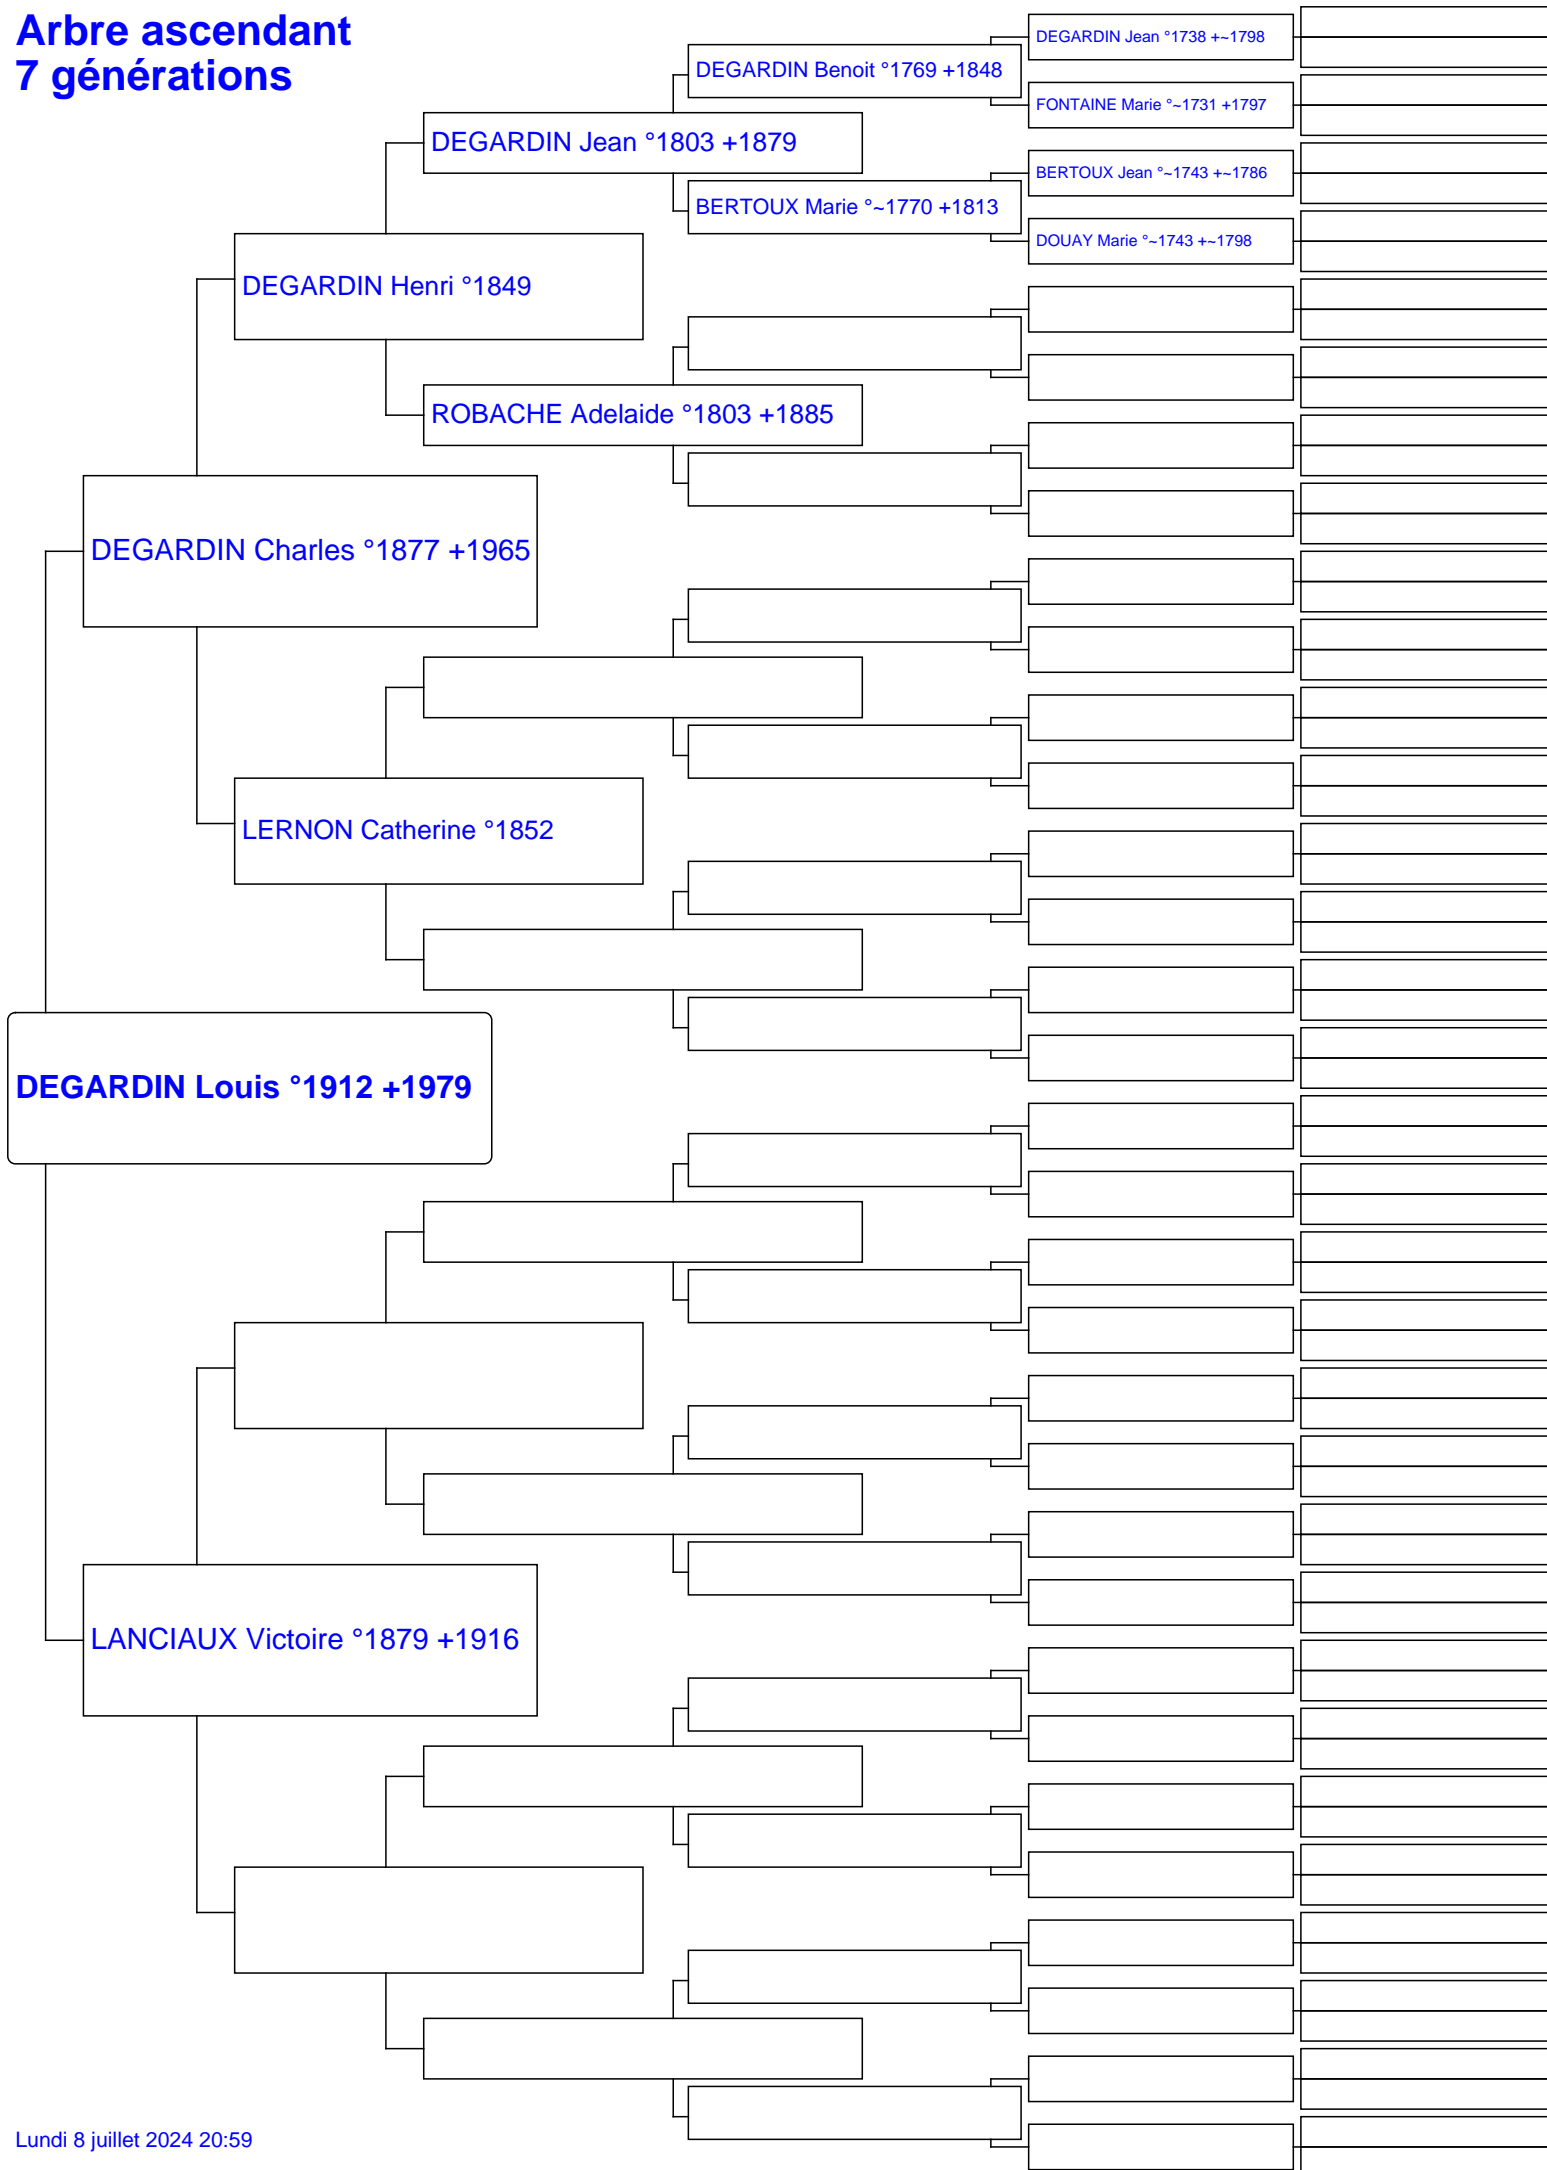 Arbre ascendant
7 générations
DEGARDIN Jean °1738 +~1798
DEGARDIN Benoit °1769 +1848
FONTAINE Marie °~1731 +1797
DEGARDIN Jean °1803 +1879
BERTOUX Jean °~1743 +~1786
BERTOUX Marie °~1770 +1813
DOUAY Marie °~1743 +~1798
DEGARDIN Henri °1849
ROBACHE Adelaide °1803 +1885
DEGARDIN Charles °1877 +1965
LERNON Catherine °1852
DEGARDIN Louis °1912 +1979
LANCIAUX Victoire °1879 +1916
Lundi 8 juillet 2024 20:59